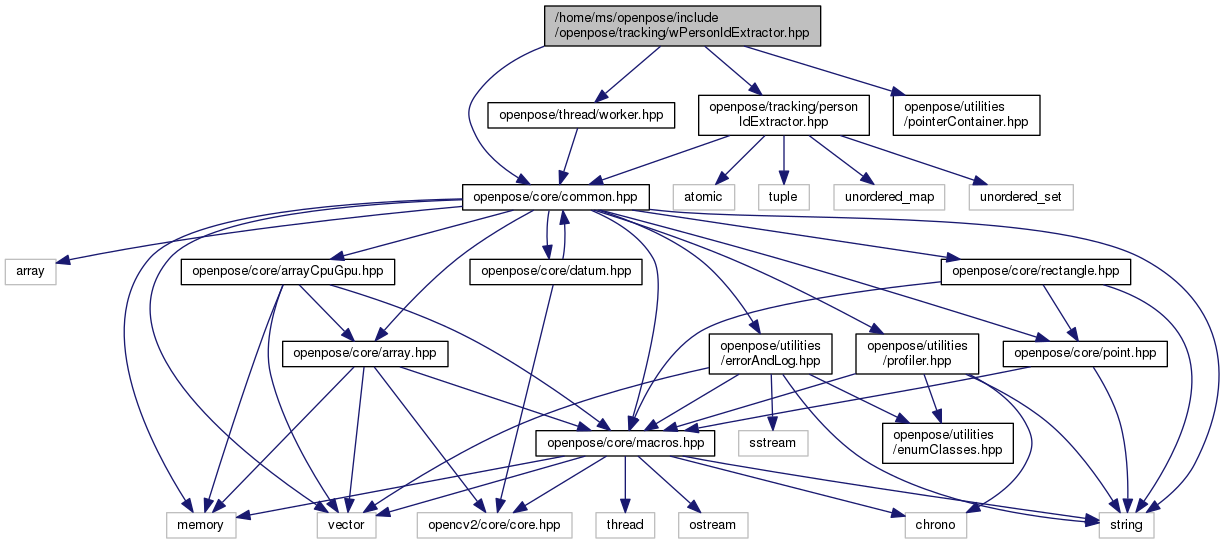 /home/ms/openpose/include
/openpose/tracking/wPersonIdExtractor.hpp
openpose/thread/worker.hpp
openpose/tracking/person
IdExtractor.hpp
openpose/utilities
/pointerContainer.hpp
openpose/core/common.hpp
atomic
tuple
unordered_map
unordered_set
array
openpose/core/arrayCpuGpu.hpp
openpose/core/datum.hpp
openpose/core/rectangle.hpp
openpose/core/array.hpp
openpose/utilities
/errorAndLog.hpp
openpose/utilities
/profiler.hpp
openpose/core/point.hpp
openpose/core/macros.hpp
sstream
openpose/utilities
/enumClasses.hpp
memory
vector
opencv2/core/core.hpp
thread
ostream
chrono
string